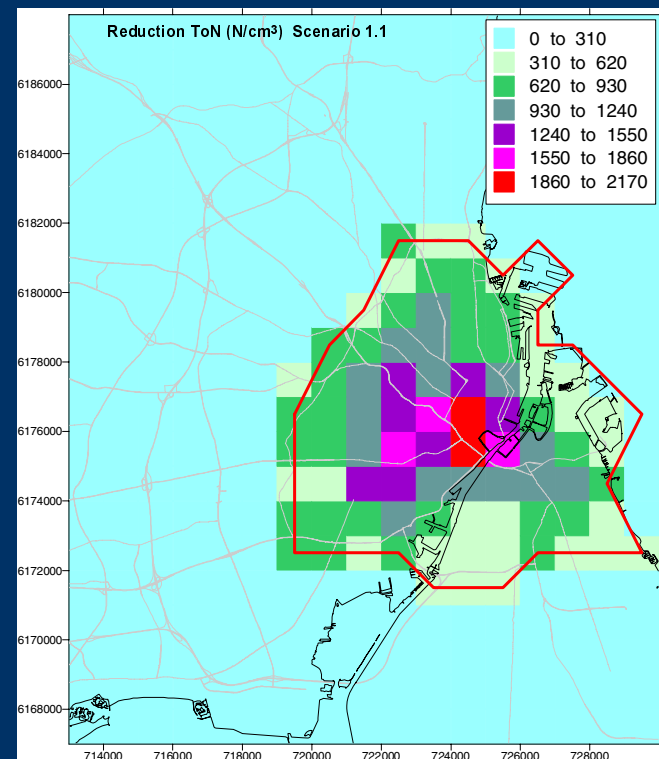 Reduction ToN (N/cm³) Scenario 1.1
0 to 310
310 to 620
620 to 930
930 to 1240
1240 to 1550
1550 to 1860
1860 to 2170
6186000
6184000
6182000
6180000
6178000
6176000
6174000
6172000
6170000
6168000
714000 716000 718000 720000 722000 724000 726000 728000